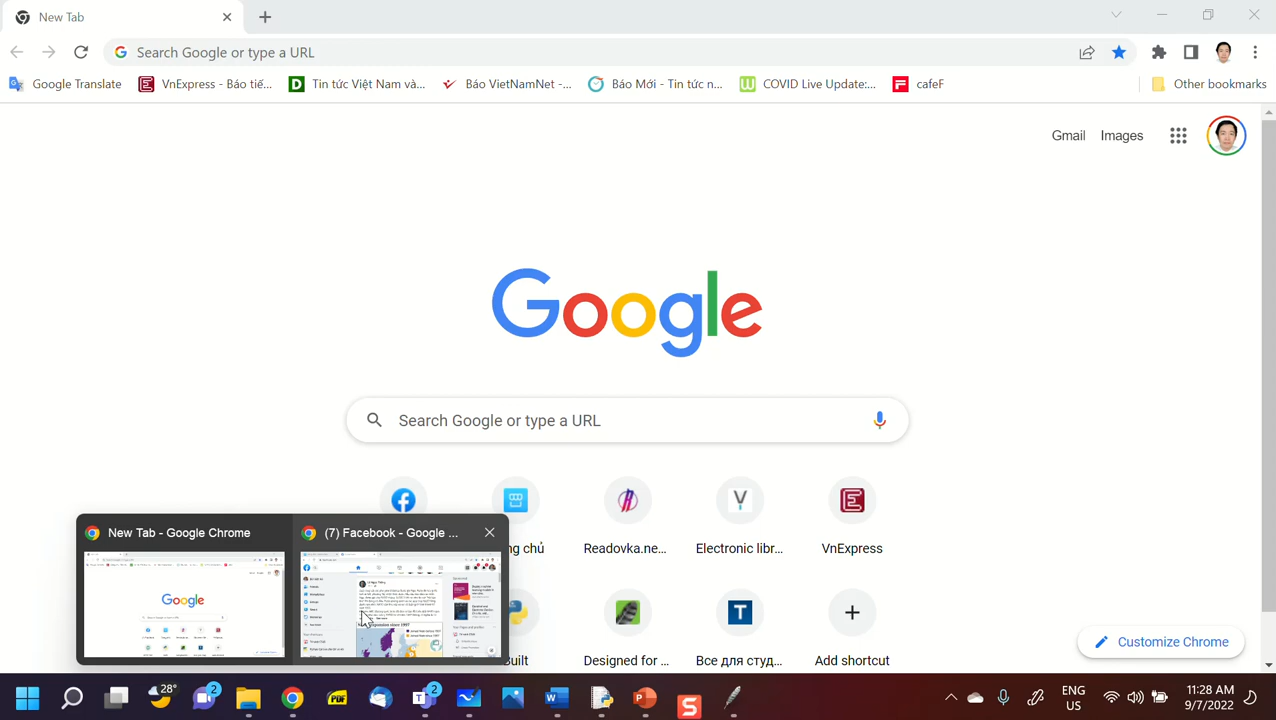 New Tab
Search Google or type a URL
Google Translate
VnExpress - Báo tiế...
Tin tức Việt Nam và...
Báo VietNamNet -...
Báo Mới - Tin tức n...
COVID Live Update:...
cafeF
Other bookmarks
Gmail Images
Google
Search Google or type a URL
Readovka.ne...
Electronic libr...
VnExpress
New Tab - Google Chrome
(7) Facebook - Google ...
Designed for ...
Все для студ...
Add shortcut
Customize Chrome
28°
2
2
ENG
US
11:28 AM
9/7/2022